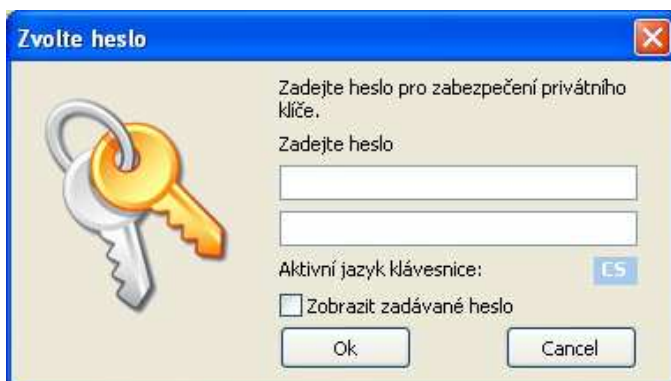 Zvolte heslo
Zadejte heslo pro zabezpečení privátního
klíče.
Zadejte heslo
Aktivní jazyk klávesnice: CS
Zobrazit zadávané heslo
Ok Cancel